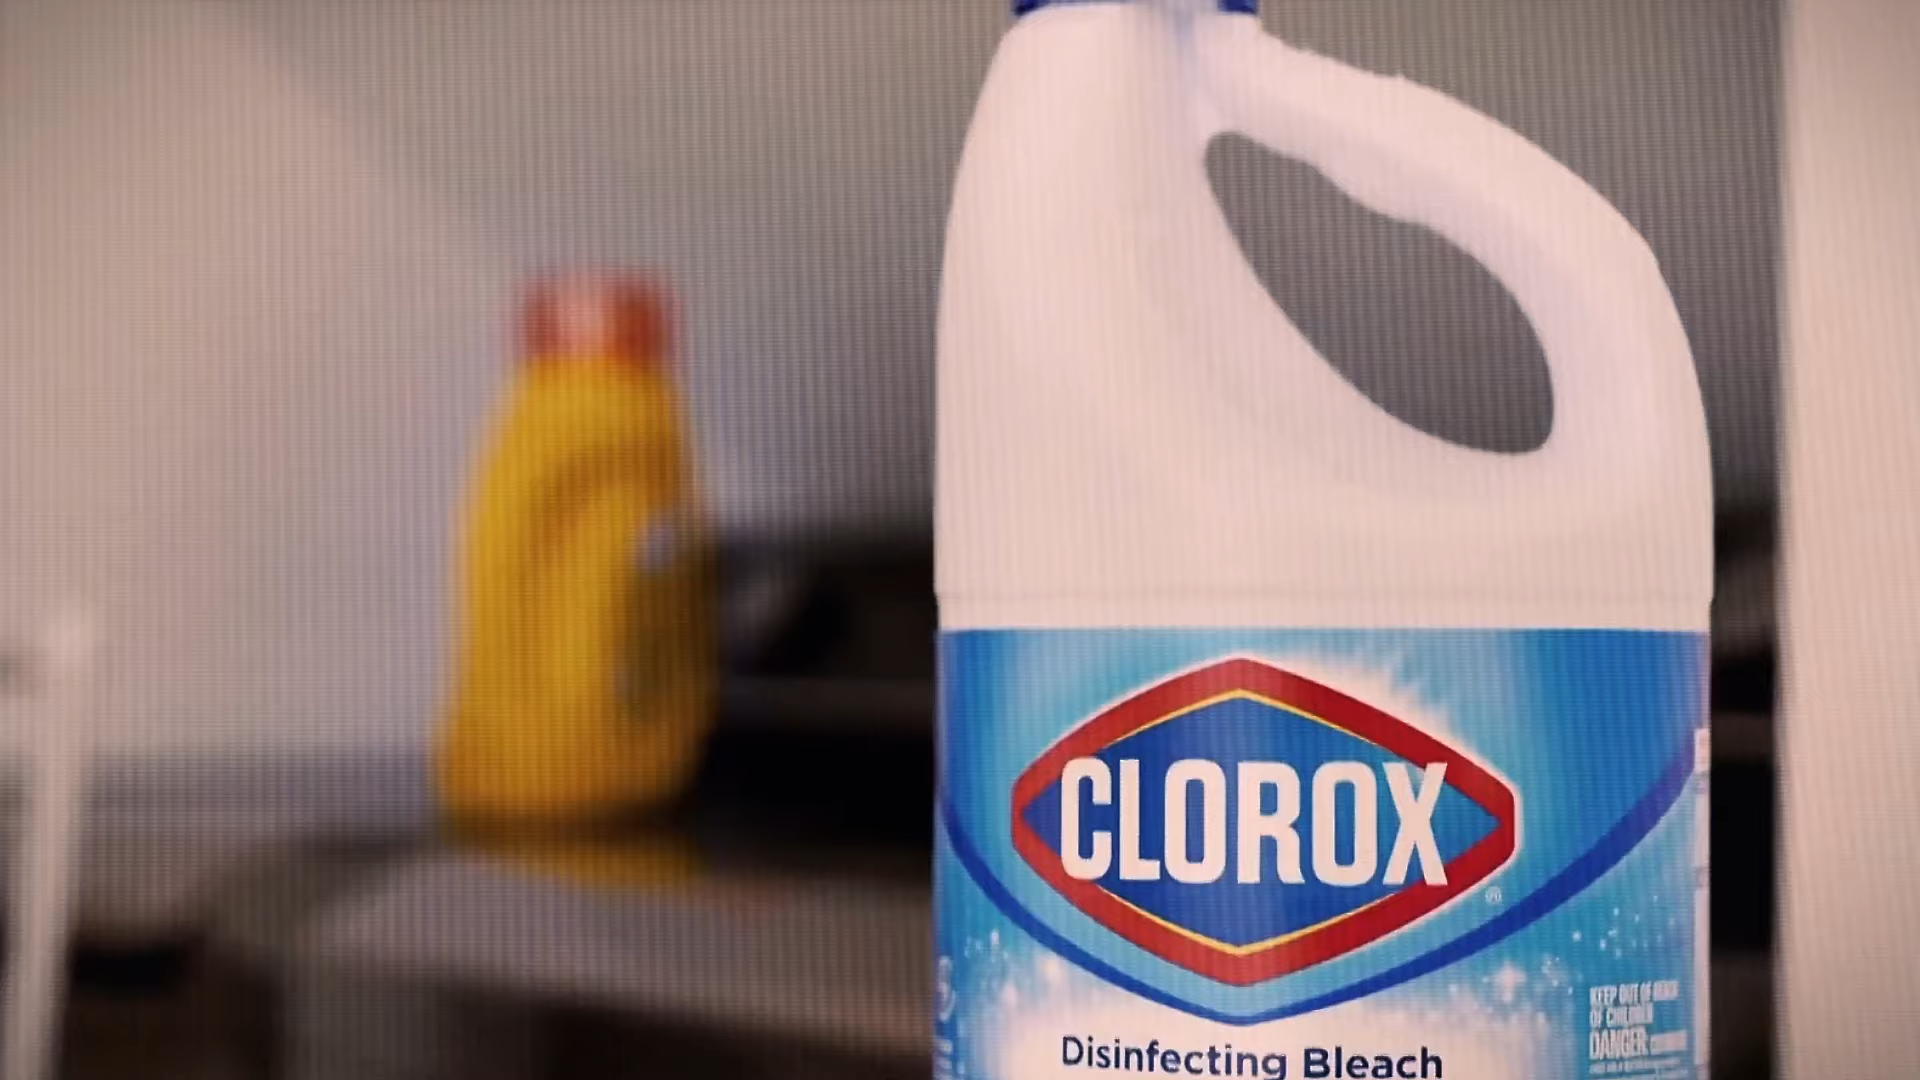 CLOROX
®
Disinfecting Bleach
KEEP OUT OF REACH
OF CHILDREN
DANGER